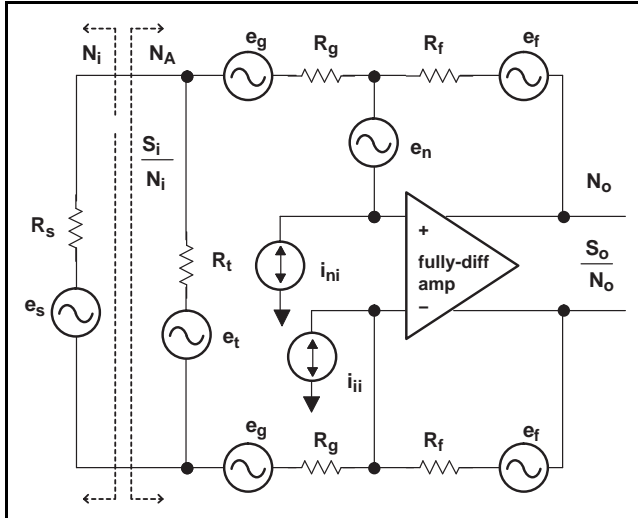 Ni NA eg Rg Rf ef
Si
Ni
en
No
Rs
Rt
+
fully-diff
amp
−
So
No
ini
es
et
iii
eg Rg Rf ef